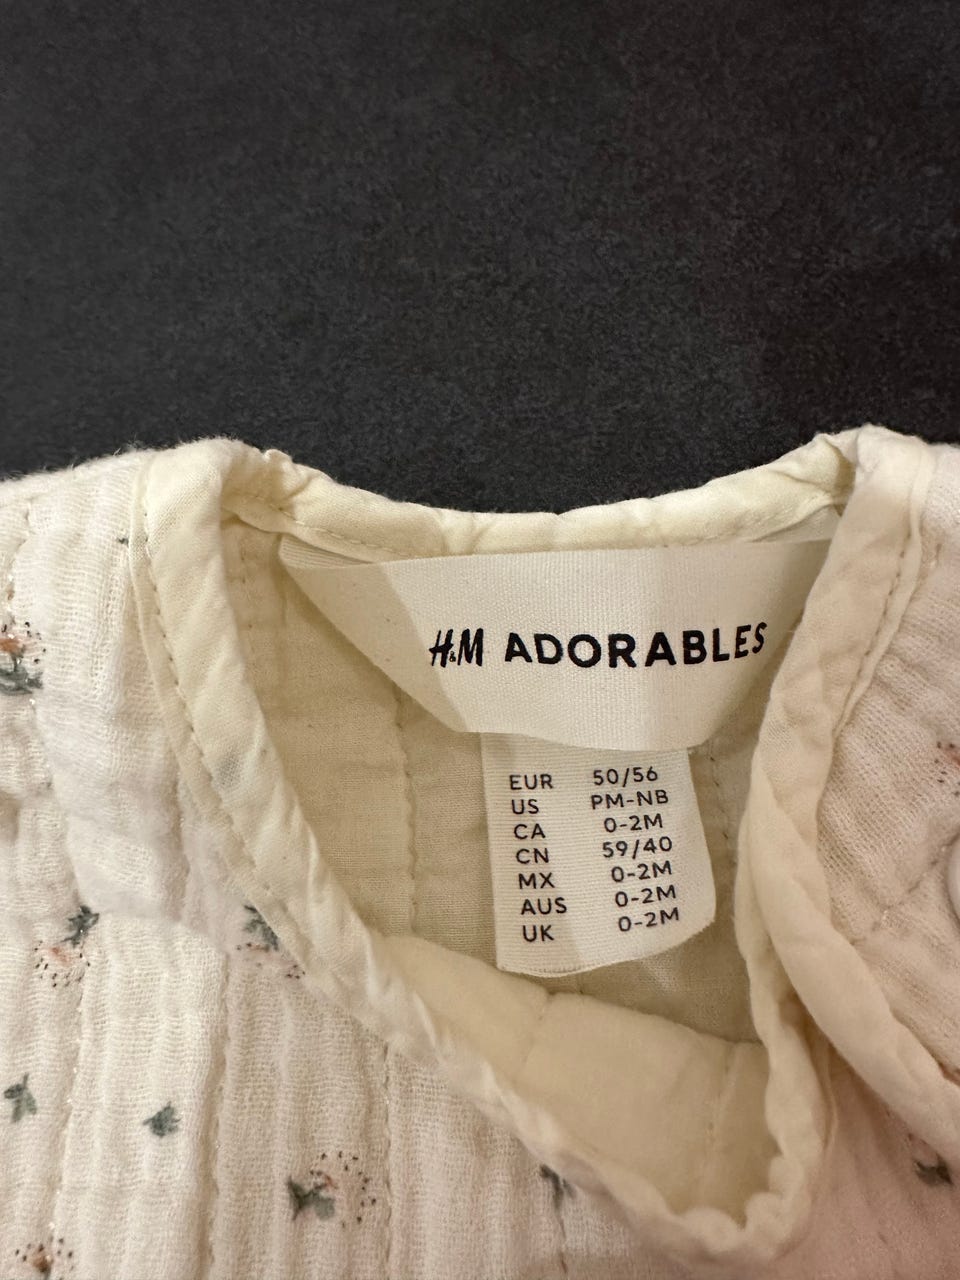 H&M ADORABLES
EUR 50/56
US PM-NB
CA 0-2M
CN 59/40
MX 0-2M
AUS 0-2M
UK 0-2M